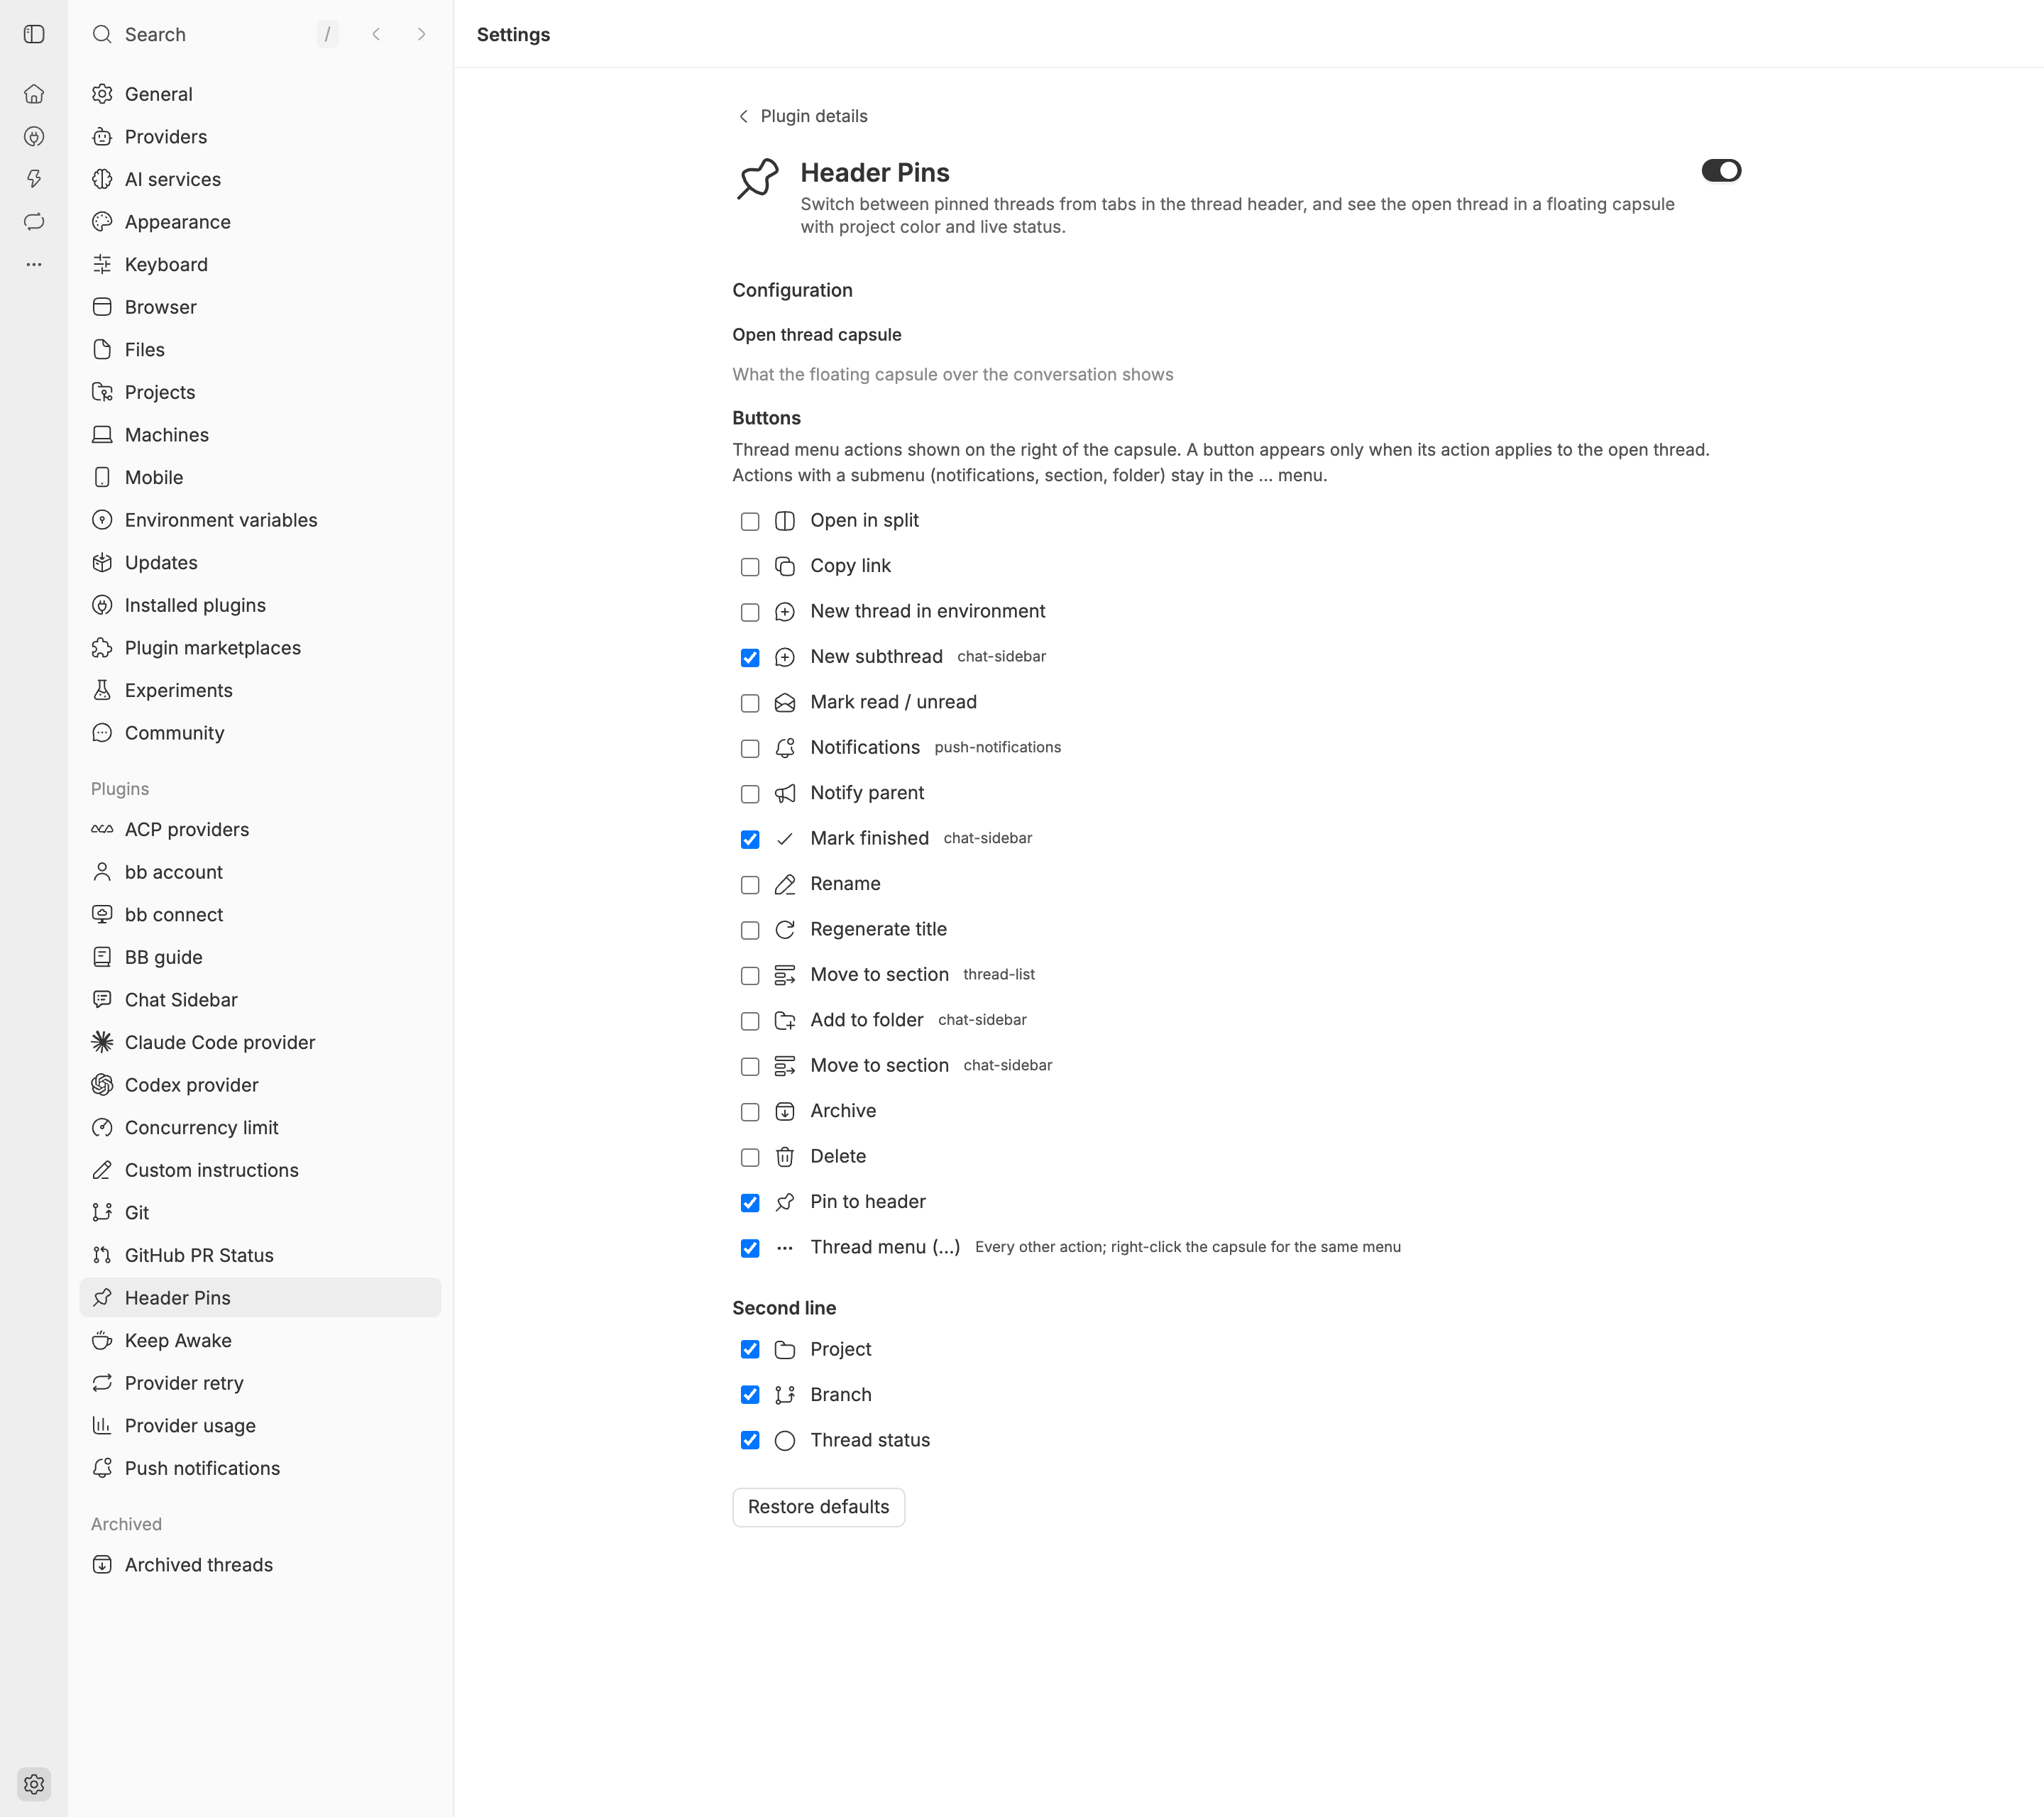 Search /
General
Providers
AI services
Appearance
Keyboard
Browser
Files
Projects
Machines
Mobile
Environment variables
Updates
Installed plugins
Plugin marketplaces
Experiments
Community
Plugins
ACP providers
bb account
bb connect
BB guide
Chat Sidebar
Claude Code provider
Codex provider
Concurrency limit
Custom instructions
Git
GitHub PR Status
Header Pins
Keep Awake
Provider retry
Provider usage
Push notifications
Archived
Archived threads
Settings
Plugin details
Header Pins
Switch between pinned threads from tabs in the thread header, and see the open thread in a floating capsule
with project color and live status.
Configuration
Open thread capsule
What the floating capsule over the conversation shows
Buttons
Thread menu actions shown on the right of the capsule. A button appears only when its action applies to the open thread.
Actions with a submenu (notifications, section, folder) stay in the ... menu.
Open in split
Copy link
New thread in environment
New subthread chat-sidebar
Mark read / unread
Notifications push-notifications
Notify parent
Mark finished chat-sidebar
Rename
Regenerate title
Move to section thread-list
Add to folder chat-sidebar
Move to section chat-sidebar
Archive
Delete
Pin to header
Thread menu (...) Every other action; right-click the capsule for the same menu
Second line
Project
Branch
Thread status
Restore defaults